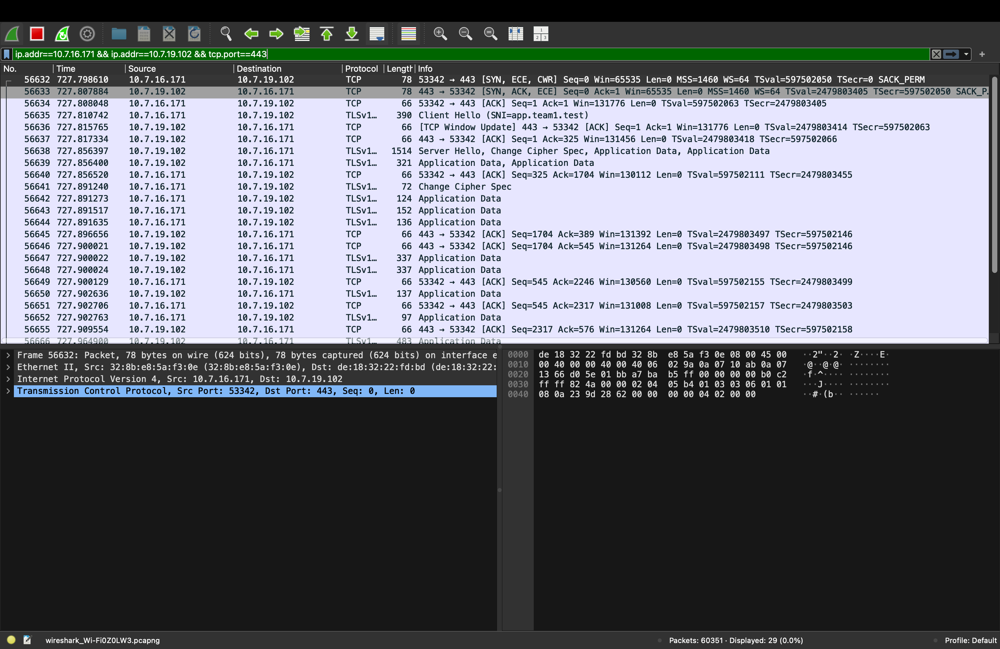 ip.addr==10.7.16.171 && ip.addr==10.7.19.102 && tcp.port==443
No. Time Source Destination Protocol Length Info
56632 727.798610 10.7.16.171 10.7.19.102 TCP 78 53342 → 443 [SYN, ECE, CWR] Seq=0 Win=65535 Len=0 MSS=1460 WS=64 TSval=597502050 TSecr=0 SACK_PERM
56633 727.807884 10.7.19.102 10.7.16.171 TCP 78 443 → 53342 [SYN, ACK, ECE] Seq=0 Ack=1 Win=65535 Len=0 MSS=1460 WS=64 TSval=2479803405 TSecr=597502050 SACK_P…
56634 727.808048 10.7.16.171 10.7.19.102 TCP 66 53342 → 443 [ACK] Seq=1 Ack=1 Win=131776 Len=0 TSval=597502063 TSecr=2479803405
56635 727.810742 10.7.16.171 10.7.19.102 TLSv1… 390 Client Hello (SNI=app.team1.test)
56636 727.815765 10.7.19.102 10.7.16.171 TCP 66 [TCP Window Update] 443 → 53342 [ACK] Seq=1 Ack=1 Win=131776 Len=0 TSval=2479803414 TSecr=597502063
56637 727.817334 10.7.19.102 10.7.16.171 TCP 66 443 → 53342 [ACK] Seq=1 Ack=325 Win=131456 Len=0 TSval=2479803418 TSecr=597502066
56638 727.856397 10.7.19.102 10.7.16.171 TLSv1… 1514 Server Hello, Change Cipher Spec, Application Data, Application Data
56639 727.856400 10.7.19.102 10.7.16.171 TLSv1… 321 Application Data, Application Data
56640 727.856520 10.7.16.171 10.7.19.102 TCP 66 53342 → 443 [ACK] Seq=325 Ack=1704 Win=130112 Len=0 TSval=597502111 TSecr=2479803455
56641 727.891240 10.7.16.171 10.7.19.102 TLSv1… 72 Change Cipher Spec
56642 727.891273 10.7.16.171 10.7.19.102 TLSv1… 124 Application Data
56643 727.891517 10.7.16.171 10.7.19.102 TLSv1… 152 Application Data
56644 727.891635 10.7.16.171 10.7.19.102 TLSv1… 136 Application Data
56645 727.896656 10.7.19.102 10.7.16.171 TCP 66 443 → 53342 [ACK] Seq=1704 Ack=389 Win=131392 Len=0 TSval=2479803497 TSecr=597502146
56646 727.900021 10.7.19.102 10.7.16.171 TCP 66 443 → 53342 [ACK] Seq=1704 Ack=545 Win=131264 Len=0 TSval=2479803498 TSecr=597502146
56647 727.900022 10.7.19.102 10.7.16.171 TLSv1… 337 Application Data
56648 727.900024 10.7.19.102 10.7.16.171 TLSv1… 337 Application Data
56649 727.900129 10.7.16.171 10.7.19.102 TCP 66 53342 → 443 [ACK] Seq=545 Ack=2246 Win=130560 Len=0 TSval=597502155 TSecr=2479803499
56650 727.902636 10.7.19.102 10.7.16.171 TLSv1… 137 Application Data
56651 727.902706 10.7.16.171 10.7.19.102 TCP 66 53342 → 443 [ACK] Seq=545 Ack=2317 Win=131008 Len=0 TSval=597502157 TSecr=2479803503
56652 727.902763 10.7.16.171 10.7.19.102 TLSv1… 97 Application Data
56655 727.909554 10.7.19.102 10.7.16.171 TCP 66 443 → 53342 [ACK] Seq=2317 Ack=576 Win=131264 Len=0 TSval=2479803510 TSecr=597502158
56666 727.964900 10.7.19.102 10.7.16.171 TLSv1… 483 Application Data
Frame 56632: Packet, 78 bytes on wire (624 bits), 78 bytes captured (624 bits) on interface e
Ethernet II, Src: 32:8b:e8:5a:f3:0e (32:8b:e8:5a:f3:0e), Dst: de:18:32:22:fd:bd (de:18:32:22:
Internet Protocol Version 4, Src: 10.7.16.171, Dst: 10.7.19.102
Transmission Control Protocol, Src Port: 53342, Dst Port: 443, Seq: 0, Len: 0
0000 de 18 32 22 fd bd 32 8b e8 5a f3 0e 08 00 45 00 ··2"··2· ·Z····E·
0010 00 40 00 00 40 00 40 06 02 9a 0a 07 10 ab 0a 07 ·@··@·@· ········
0020 13 66 d0 5e 01 bb a7 ba b5 ff 00 00 00 00 b0 c2 ·f·^···· ········
0030 ff ff 82 4a 00 00 02 04 05 b4 01 03 03 06 01 01 ···J···· ········
0040 08 0a 23 9d 28 62 00 00 00 00 04 02 00 00 ··#·(b·· ······
wireshark_Wi-Fi0Z0LW3.pcapng
Packets: 60351 · Displayed: 29 (0.0%)
Profile: Default